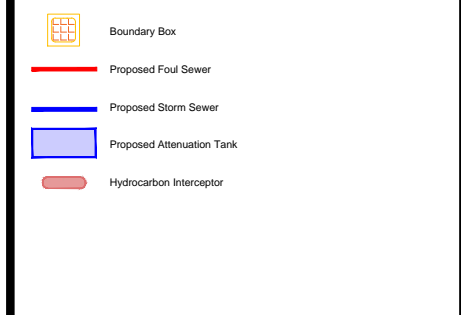 Boundary Box
Proposed Foul Sewer
Proposed Storm Sewer
Proposed Attenuation Tank
Hydrocarbon Interceptor